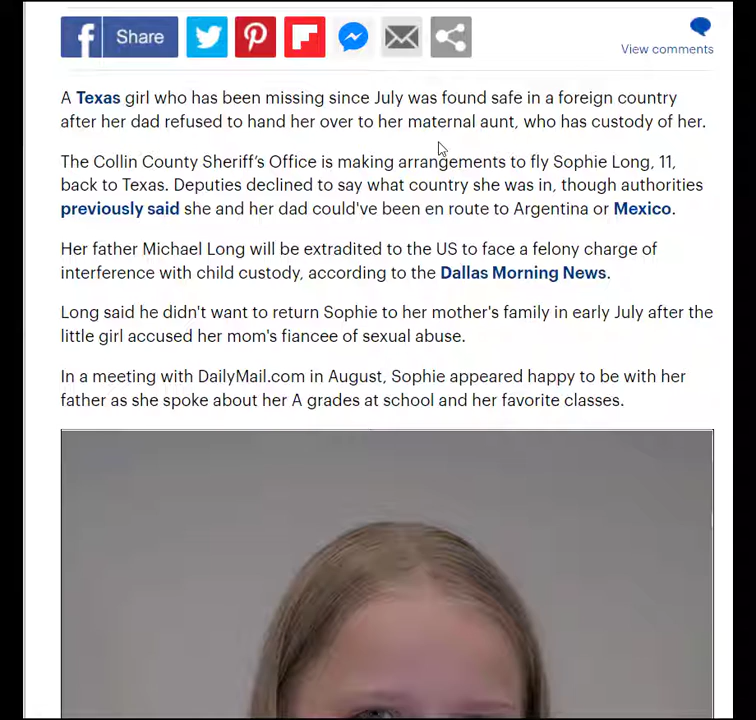 Share
View comments
A Texas girl who has been missing since July was found safe in a foreign country
after her dad refused to hand her over to her maternal aunt, who has custody of her.
The Collin County Sheriff's Office is making arrangements to fly Sophie Long, 11,
back to Texas. Deputies declined to say what country she was in, though authorities
previously said she and her dad could've been en route to Argentina or Mexico.
Her father Michael Long will be extradited to the US to face a felony charge of
interference with child custody, according to the Dallas Morning News.
Long said he didn't want to return Sophie to her mother's family in early July after the
little girl accused her mom's fiancee of sexual abuse.
In a meeting with DailyMail.com in August, Sophie appeared happy to be with her
father as she spoke about her A grades at school and her favorite classes.